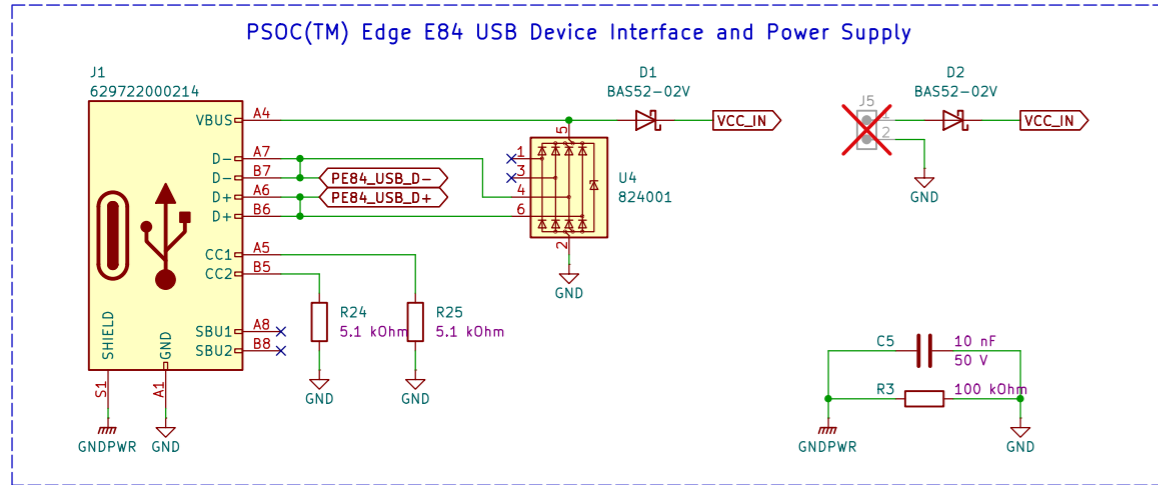 PSOC(TM) Edge E84 USB Device Interface and Power Supply
J1
629722000214
VBUS A4
D- A7
D- B7
D+ A6
D+ B6
CC1 A5
CC2 B5
SBU1 A8
SBU2 B8
SHIELD
GND
S1
A1
GNDPWR
GND
PE84_USB_D-
PE84_USB_D+
R24
5.1 kOhm
GND
R25
5.1 kOhm
GND
5
1
3
4
6
2
U4
824001
GND
D1
BAS52-02V
VCC_IN
J5
1
2
D2
BAS52-02V
VCC_IN
GND
C5
10 nF
50 V
R3
100 kOhm
GNDPWR
GND